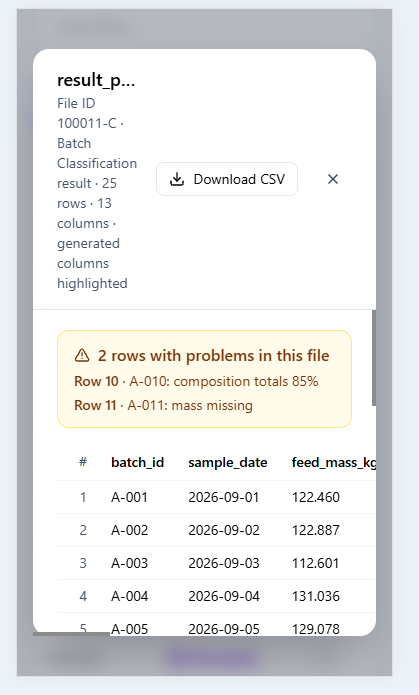 result_p...
File ID
100011-C ·
Batch
Classification
result · 25
rows · 13
columns ·
generated
columns
highlighted
Download CSV
2 rows with problems in this file
Row 10 · A-010: composition totals 85%
Row 11 · A-011: mass missing
# batch_id sample_date feed_mass_kg
1 A-001 2026-09-01 122.460
2 A-002 2026-09-02 122.887
3 A-003 2026-09-03 112.601
4 A-004 2026-09-04 131.036
5 A-005 2026-09-05 129.078